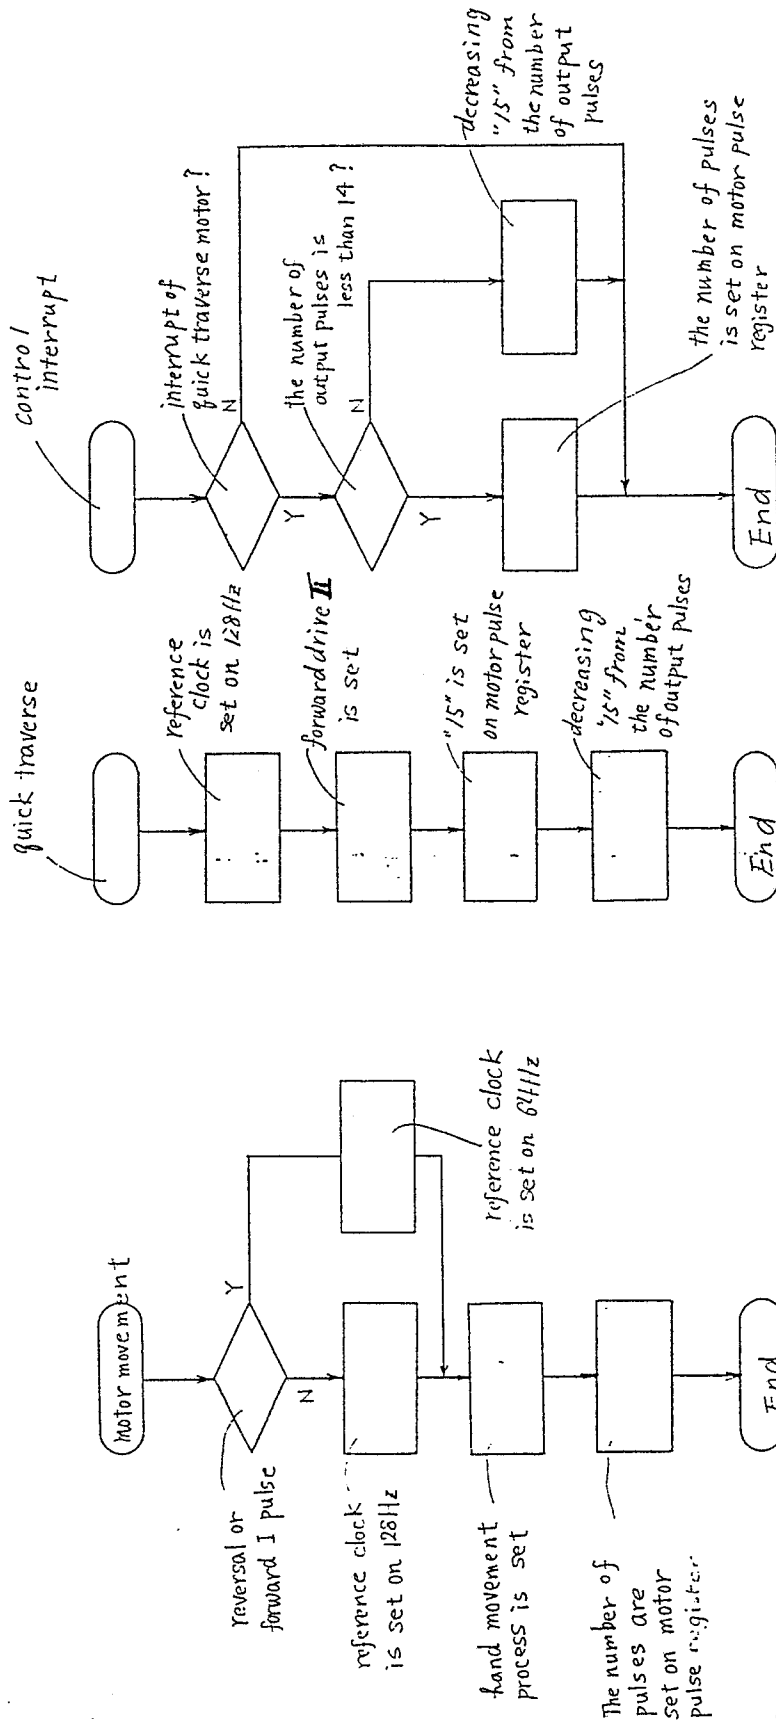 motor movement
reversal or
forward I pulse
Y
N
reference clock
is set on 64Hz
reference clock
is set on 128Hz
hand movement
process is set
The number of
pulses are
set on motor
pulse register
End
quick traverse
reference
clock is
set on 128Hz
forward drive II
is set
"15" is set
on motor pulse
register
decreasing
"15" from
the number
of output pulses
End
control
interrupt
interrupt of
quick traverse motor?
N
Y
the number of
output pulses is
less than 14?
N
Y
decreasing
"15" from
the number
of output
pulses
the number of pulses
is set on motor pulse
register
End